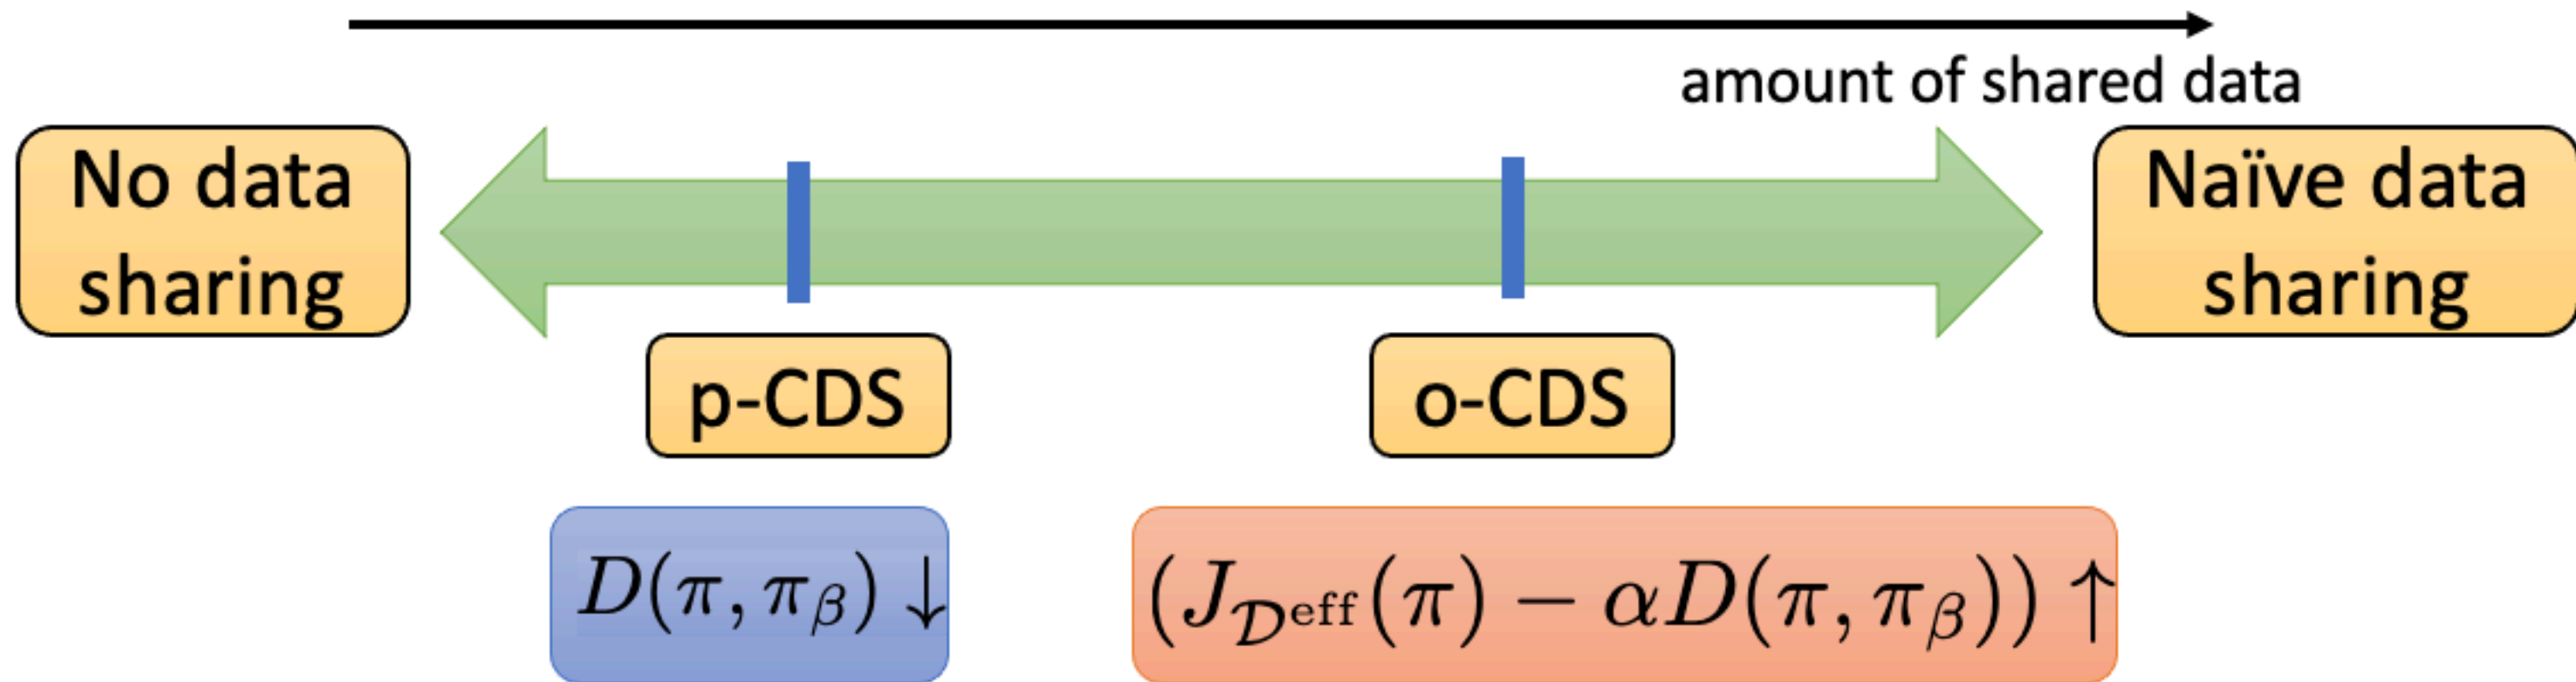 amount of shared data
No data
sharing
Naïve data
sharing
p-CDS
o-CDS
D(π, π_β) ↓
(J_{𝒟^eff}(π) − αD(π, π_β)) ↑